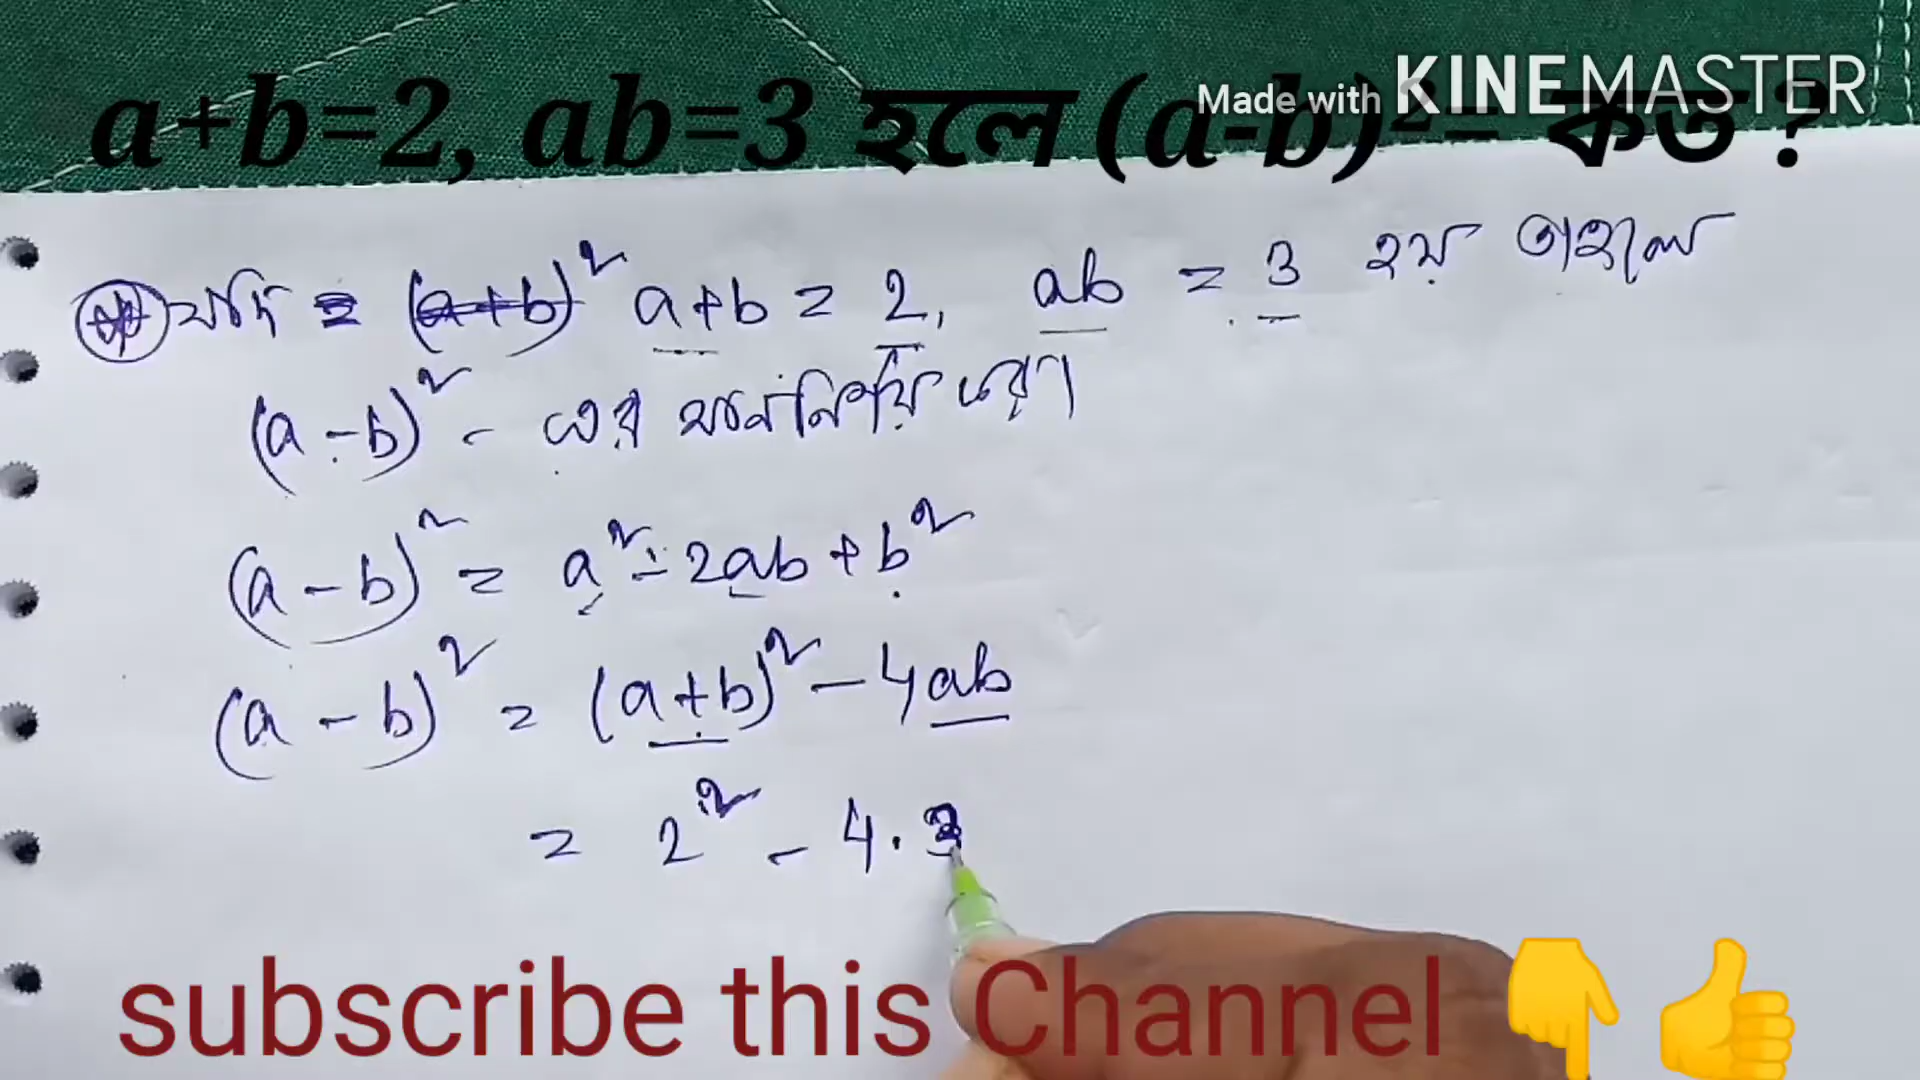 a+b=2, ab=3 হলে (a-b)²= কত ?
Made with KINEMASTER
যদি = (a+b)² a+b = 2, ab = 3 হয় তাহলে
(a-b)² - এর মান নির্ণয় করো।
(a-b)² = a² - 2ab + b²
(a-b)² = (a+b)² - 4ab
= 2² - 4.3
subscribe this Channel 👇👍